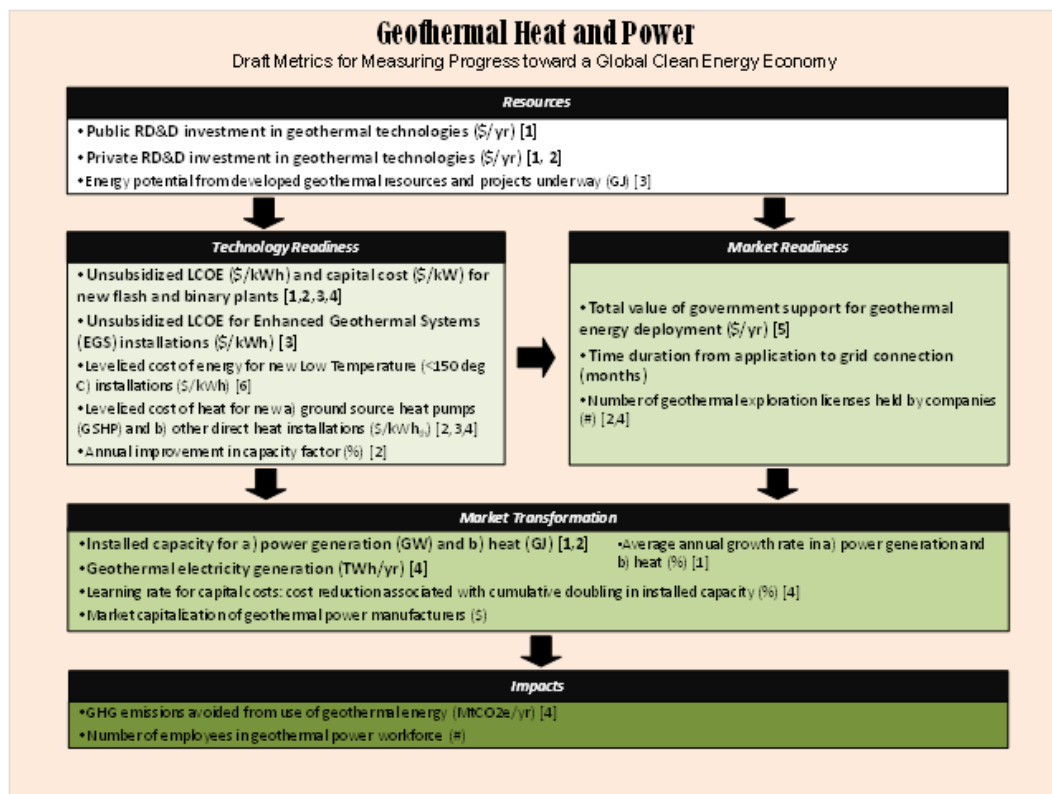 Geothermal Heat and Power
Draft Metrics for Measuring Progress toward a Global Clean Energy Economy
Resources
•Public RD&D investment in geothermal technologies ($/yr) [1]
•Private RD&D investment in geothermal technologies ($/yr) [1, 2]
•Energy potential from developed geothermal resources and projects underway (GJ) [3]
Technology Readiness
•Unsubsidized LCOE ($/kWh) and capital cost ($/kW) for
new flash and binary plants [1,2,3,4]
•Unsubsidized LCOE for Enhanced Geothermal Systems
(EGS) installations ($/kWh) [3]
•Levelized cost of energy for new Low Temperature (<150 deg
C) installations ($/kWh) [6]
•Levelized cost of heat for new a) ground source heat pumps
(GSHP) and b) other direct heat installations ($/kWhth) [2,3,4]
•Annual improvement in capacity factor (%) [2]
Market Readiness
•Total value of government support for geothermal
energy deployment ($/yr) [5]
•Time duration from application to grid connection
(months)
•Number of geothermal exploration licenses held by companies
(#) [2,4]
Market Transformation
•Installed capacity for a) power generation (GW) and b) heat (GJ) [1,2]
•Geothermal electricity generation (TWh/yr) [4]
•Average annual growth rate in a) power generation and
b) heat (%) [1]
•Learning rate for capital costs: cost reduction associated with cumulative doubling in installed capacity (%) [4]
•Market capitalization of geothermal power manufacturers ($)
Impacts
•GHG emissions avoided from use of geothermal energy (MtCO2e/yr) [4]
•Number of employees in geothermal power workforce (#)